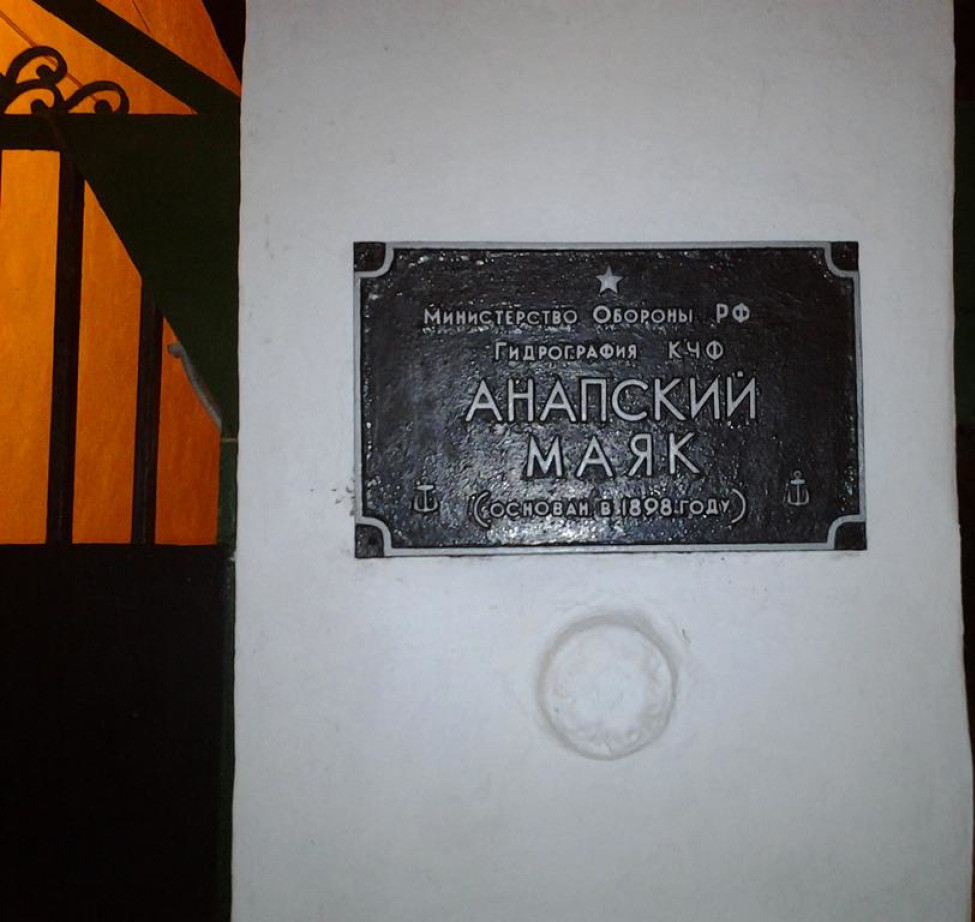 Министерство Обороны РФ
Гидрография КЧФ
АНАПСКИЙ
МАЯК
(основан в 1898 году)